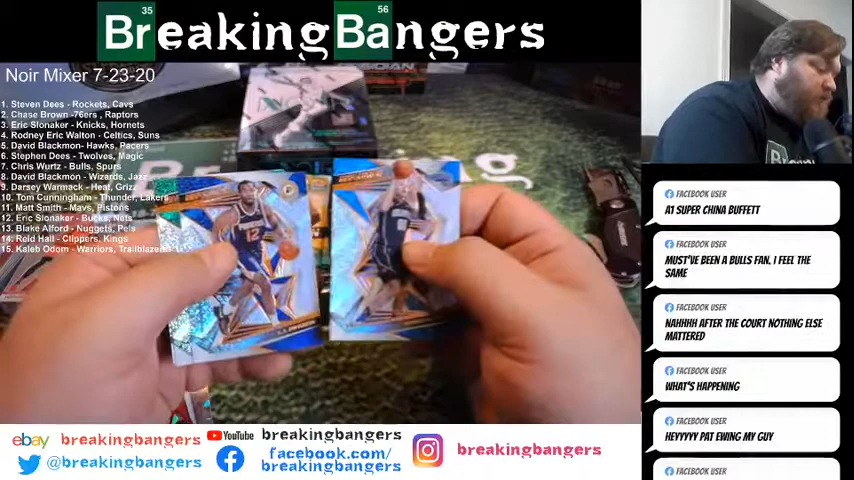 35
56
BreakingBangers
Noir Mixer 7-23-20
1. Steven Dees - Rockets, Cavs
2. Chase Brown -76ers , Raptors
3. Eric Slonaker - Knicks, Hornets
4. Rodney Eric Walton - Celtics, Suns
5. David Blackmon- Hawks, Pacers
6. Stephen Dees - Twolves, Magic
7. Chris Wurtz - Bulls, Spurs
8. David Blackmon - Wizards, Jazz
9. Darsey Warmack - Heat, Grizz
10. Tom Cunningham - Thunder, Lakers
11. Matt Smith - Mavs, Pistons
12. Eric Slonaker - Bucks, Nets
13. Blake Alford - Nuggets, Pels
14. Reid Hall - Clippers, Kings
15. Kaleb Odom - Warriors, Trailblazers
12
Br
FACEBOOK USER
A1 SUPER CHINA BUFFETT
FACEBOOK USER
MUST'VE BEEN A BULLS FAN, I FEEL THE
SAME
FACEBOOK USER
NAHHHH AFTER THE COURT NOTHING ELSE
MATTERED
FACEBOOK USER
WHAT'S HAPPENING
FACEBOOK USER
HEYYYYY PAT EWING MY GUY
FACEBOOK USER
ebay breakingbangers
YouTube breakingbangers
@breakingbangers
facebook.com/
breakingbangers
breakingbangers